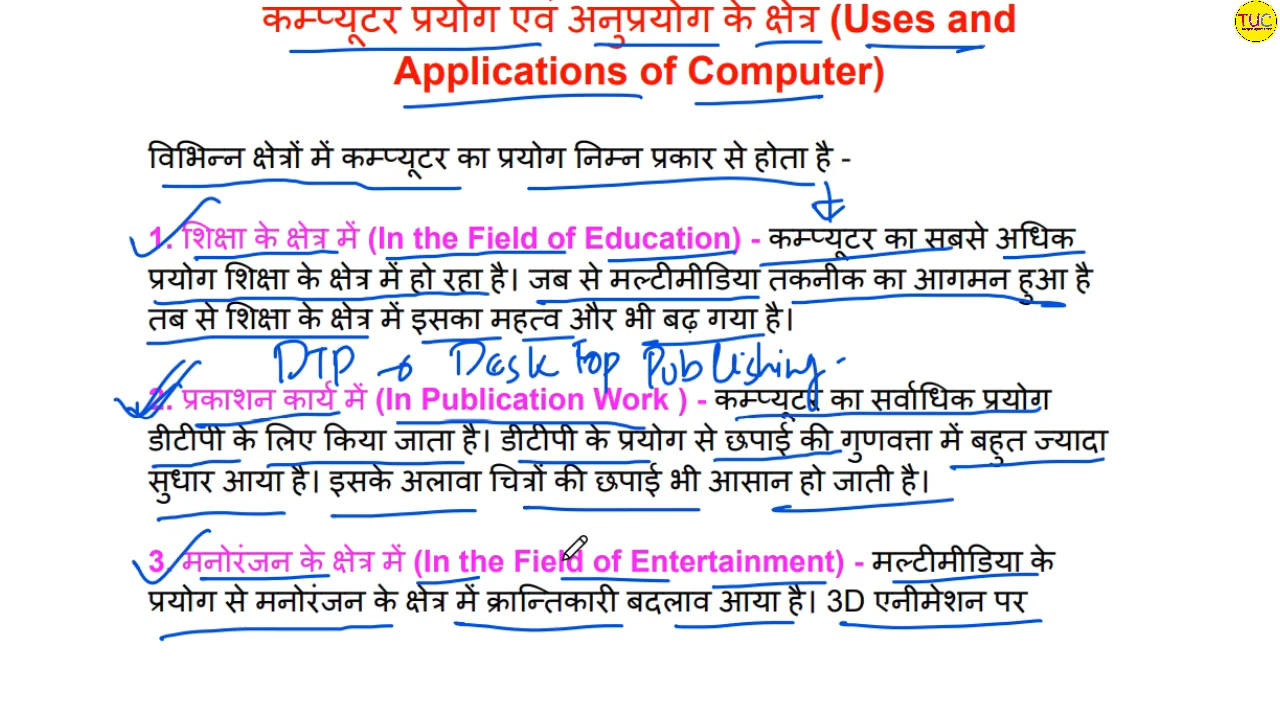 कम्प्यूटर प्रयोग एवं अनुप्रयोग के क्षेत्र (Uses and
TUC
Applications of Computer)
विभिन्न क्षेत्रों में कम्प्यूटर का प्रयोग निम्न प्रकार से होता है -
1. शिक्षा के क्षेत्र में (In the Field of Education) - कम्प्यूटर का सबसे अधिक
प्रयोग शिक्षा के क्षेत्र में हो रहा है। जब से मल्टीमीडिया तकनीक का आगमन हुआ है
तब से शिक्षा के क्षेत्र में इसका महत्व और भी बढ़ गया है।
DTP → Desk Top Publishing -
2. प्रकाशन कार्य में (In Publication Work ) - कम्प्यूटर का सर्वाधिक प्रयोग
डीटीपी के लिए किया जाता है। डीटीपी के प्रयोग से छपाई की गुणवत्ता में बहुत ज्यादा
सुधार आया है। इसके अलावा चित्रों की छपाई भी आसान हो जाती है।
3. मनोरंजन के क्षेत्र में (In the Field of Entertainment) - मल्टीमीडिया के
प्रयोग से मनोरंजन के क्षेत्र में क्रान्तिकारी बदलाव आया है। 3D एनीमेशन पर